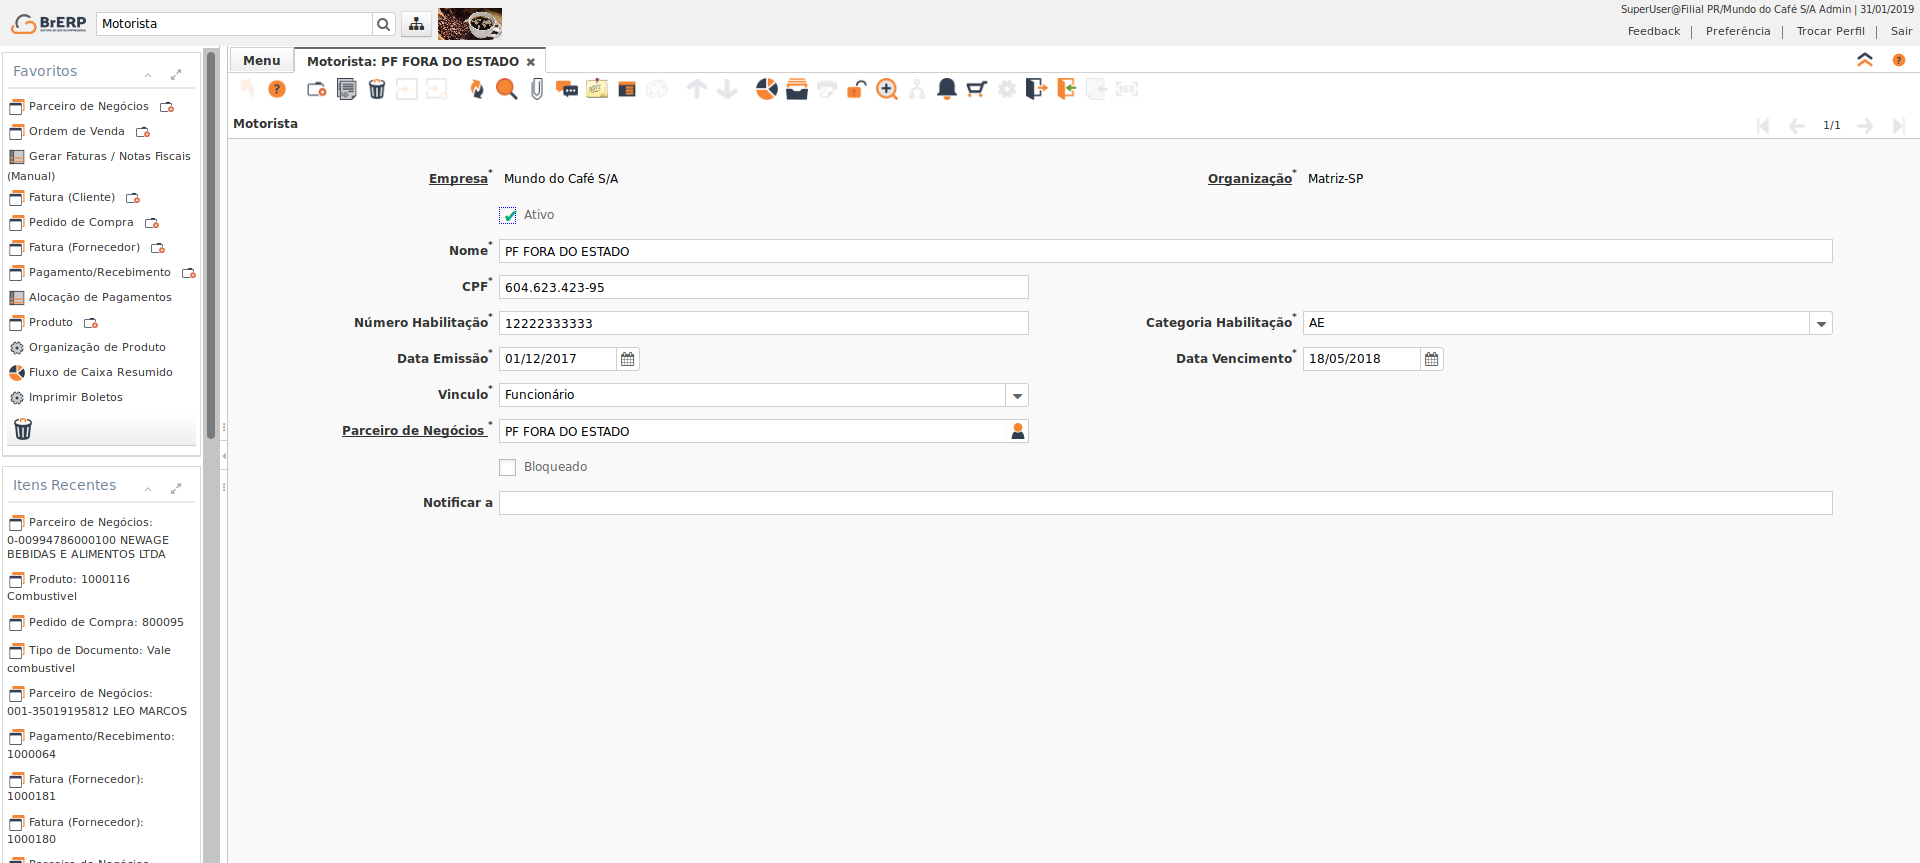 BrERP
Motorista
SuperUser@Filial PR/Mundo do Café S/A Admin | 31/01/2019
Feedback | Preferência | Trocar Perfil | Sair
Favoritos
Parceiro de Negócios
Ordem de Venda
Gerar Faturas / Notas Fiscais
(Manual)
Fatura (Cliente)
Pedido de Compra
Fatura (Fornecedor)
Pagamento/Recebimento
Alocação de Pagamentos
Produto
Organização de Produto
Fluxo de Caixa Resumido
Imprimir Boletos
Itens Recentes
Parceiro de Negócios:
0-00994786000100 NEWAGE
BEBIDAS E ALIMENTOS LTDA
Produto: 1000116
Combustivel
Pedido de Compra: 800095
Tipo de Documento: Vale
combustivel
Parceiro de Negócios:
001-35019195812 LEO MARCOS
Pagamento/Recebimento:
1000064
Fatura (Fornecedor):
1000181
Fatura (Fornecedor):
1000180
Menu
Motorista: PF FORA DO ESTADO
Motorista
1/1
Empresa* Mundo do Café S/A
Organização* Matriz-SP
Ativo
Nome* PF FORA DO ESTADO
CPF* 604.623.423-95
Número Habilitação* 12222333333
Categoria Habilitação* AE
Data Emissão* 01/12/2017
Data Vencimento* 18/05/2018
Vinculo* Funcionário
Parceiro de Negócios * PF FORA DO ESTADO
Bloqueado
Notificar a